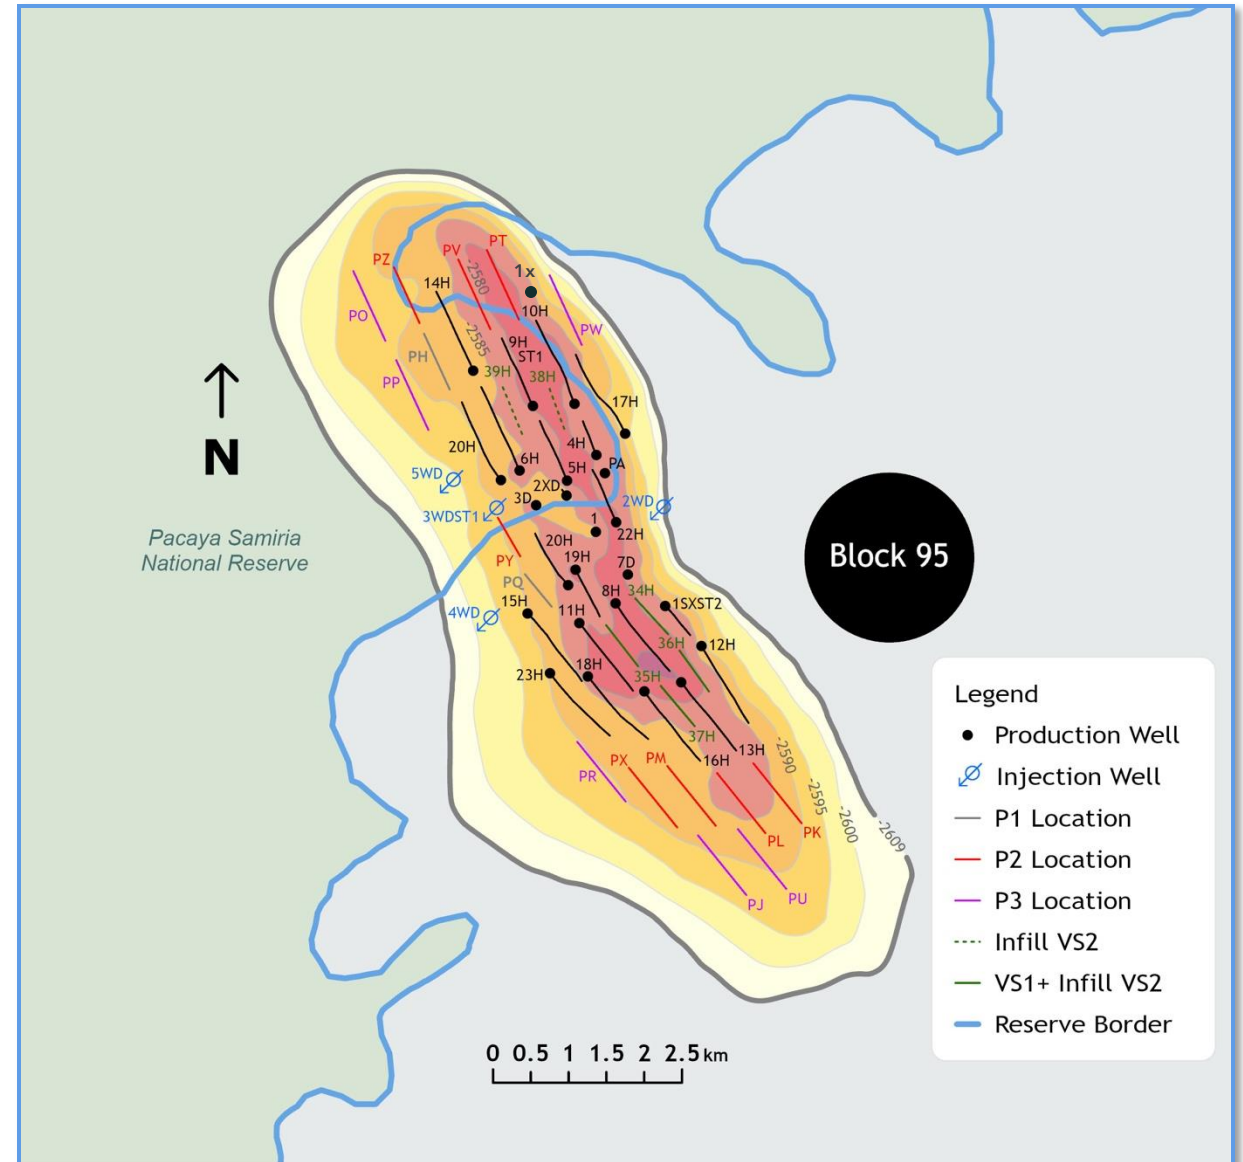 PT
PV
PZ
1x
-2580
14H
10H
PO
PW
-2585
9H
ST1
PH
39H
38H
PP
17H
N
4H
20H
6H
PA
5H
5WD
2XD
3D
2WD
3WDST1
1
22H
Pacaya Samiria
National Reserve
20H
19H
PY
7D
Block 95
PQ
8H
34H
15H
1SXST2
4WD
11H
36H
12H
18H
23H
35H
37H
13H
16H
-2590
PX
PM
PR
-2595
-2600
-2609
PK
PL
PU
PJ
Legend
Production Well
Injection Well
P1 Location
P2 Location
P3 Location
Infill VS2
VS1+ Infill VS2
Reserve Border
0 0.5 1 1.5 2 2.5 km